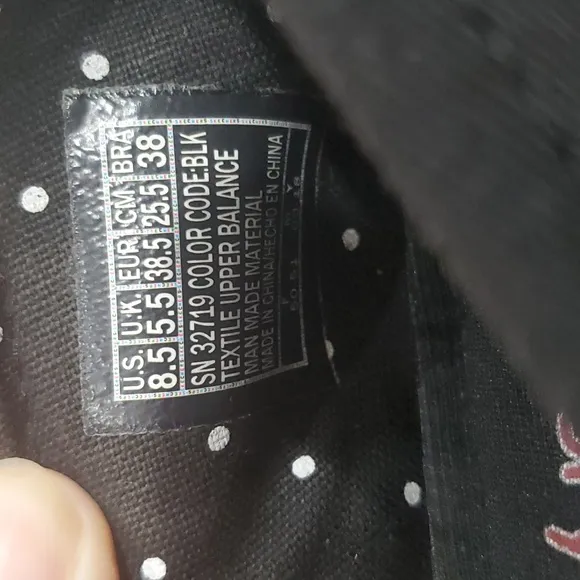 U.S. U.K. EUR CM BRA
8.5 5.5 38.5 25.5 38
SN 32719 COLOR CODE:BLK
TEXTILE UPPER BALANCE
MAN MADE MATERIAL
MADE IN CHINA/HECHO EN CHINA